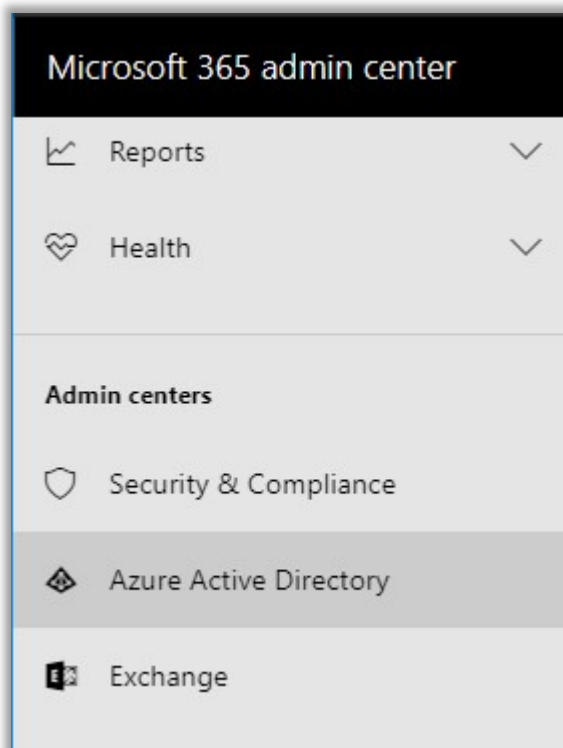 Microsoft 365 admin center
Reports
Health
Admin centers
Security & Compliance
Azure Active Directory
Exchange